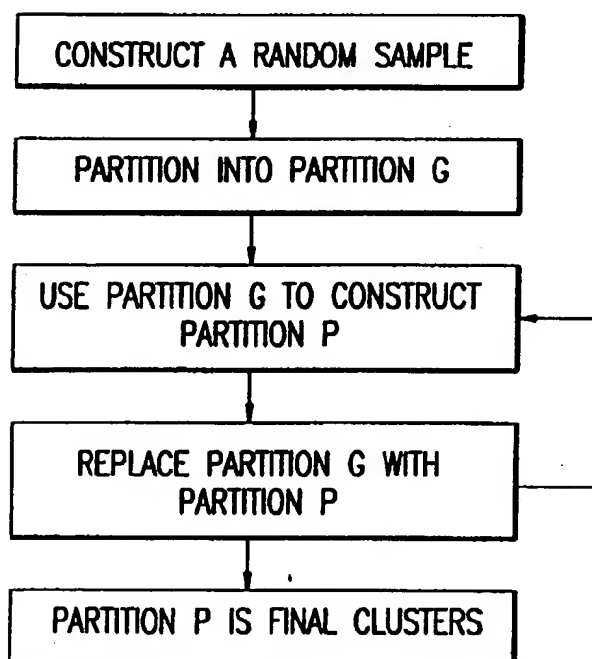 CONSTRUCT A RANDOM SAMPLE
PARTITION INTO PARTITION G
USE PARTITION G TO CONSTRUCT
PARTITION P
REPLACE PARTITION G WITH
PARTITION P
PARTITION P IS FINAL CLUSTERS